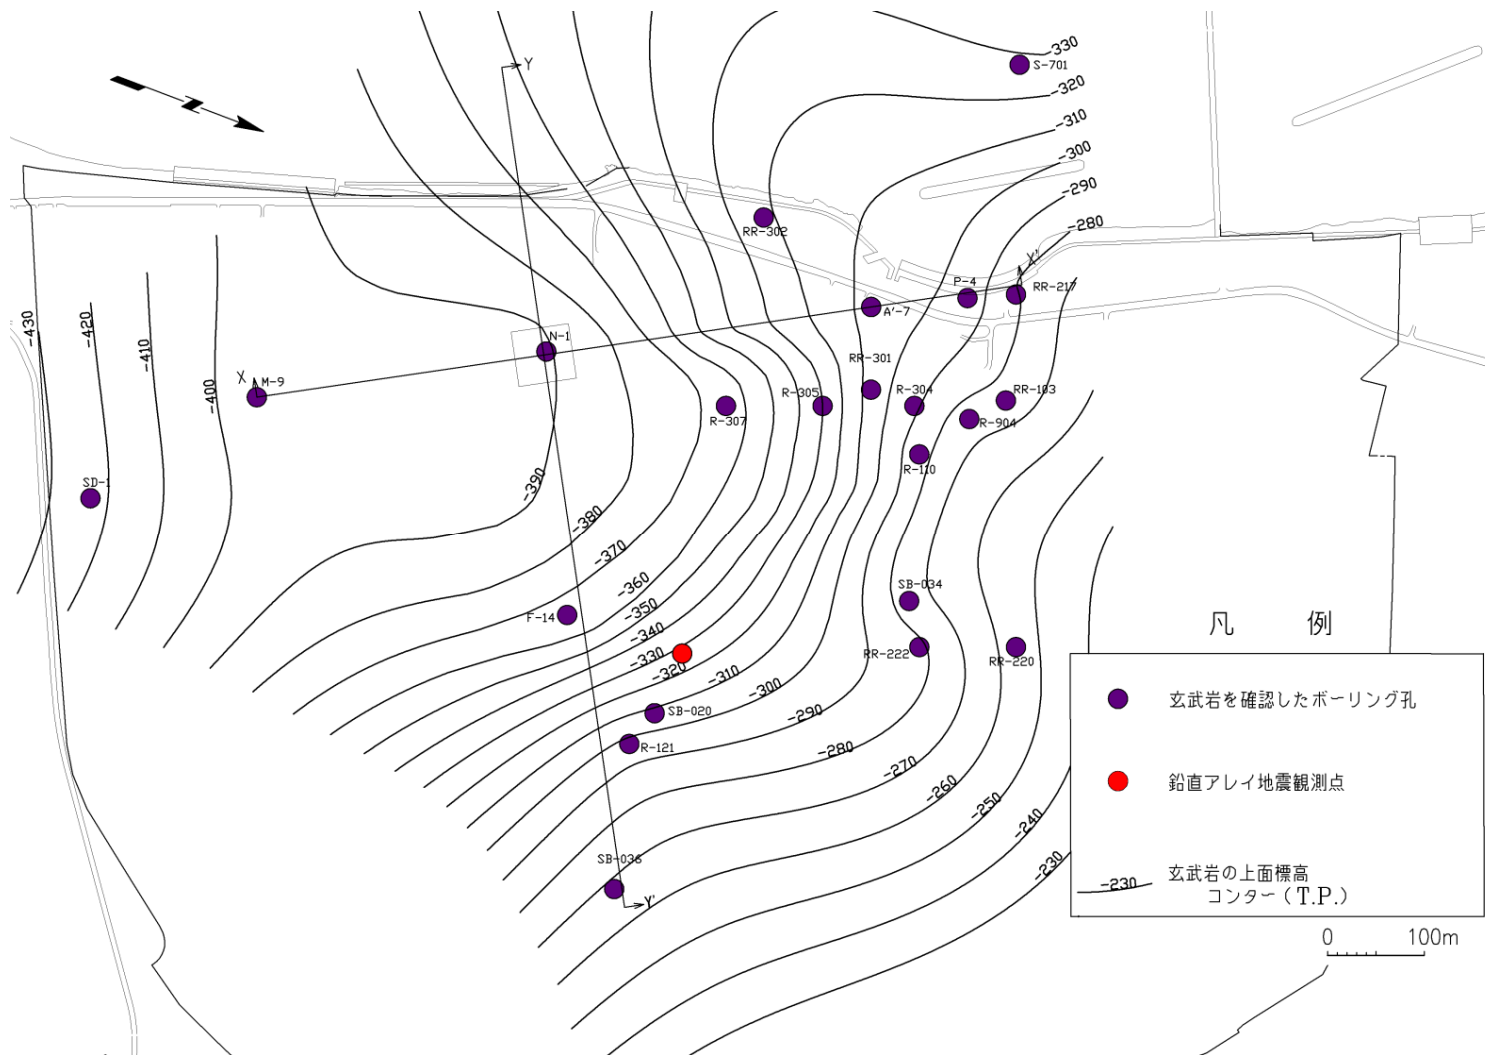 -330
S-701
-320
-310
-300
-290
-280
Y
N
RR-302
X'
P-4
RR-217
A'-7
-430
-420
-410
-400
N-1
X
M-9
RR-301
R-305
R-304
RR-103
R-307
R-904
R-110
SD-1
-390
-380
-370
-360
-350
-340
-330
-320
-310
-300
-290
-280
-270
-260
-250
-240
-230
F-14
SB-034
RR-222
RR-220
SB-020
R-121
SB-036
Y'
凡 例
玄武岩を確認したボーリング孔
鉛直アレイ地震観測点
-230
玄武岩の上面標高
コンター(T.P.)
0 100m